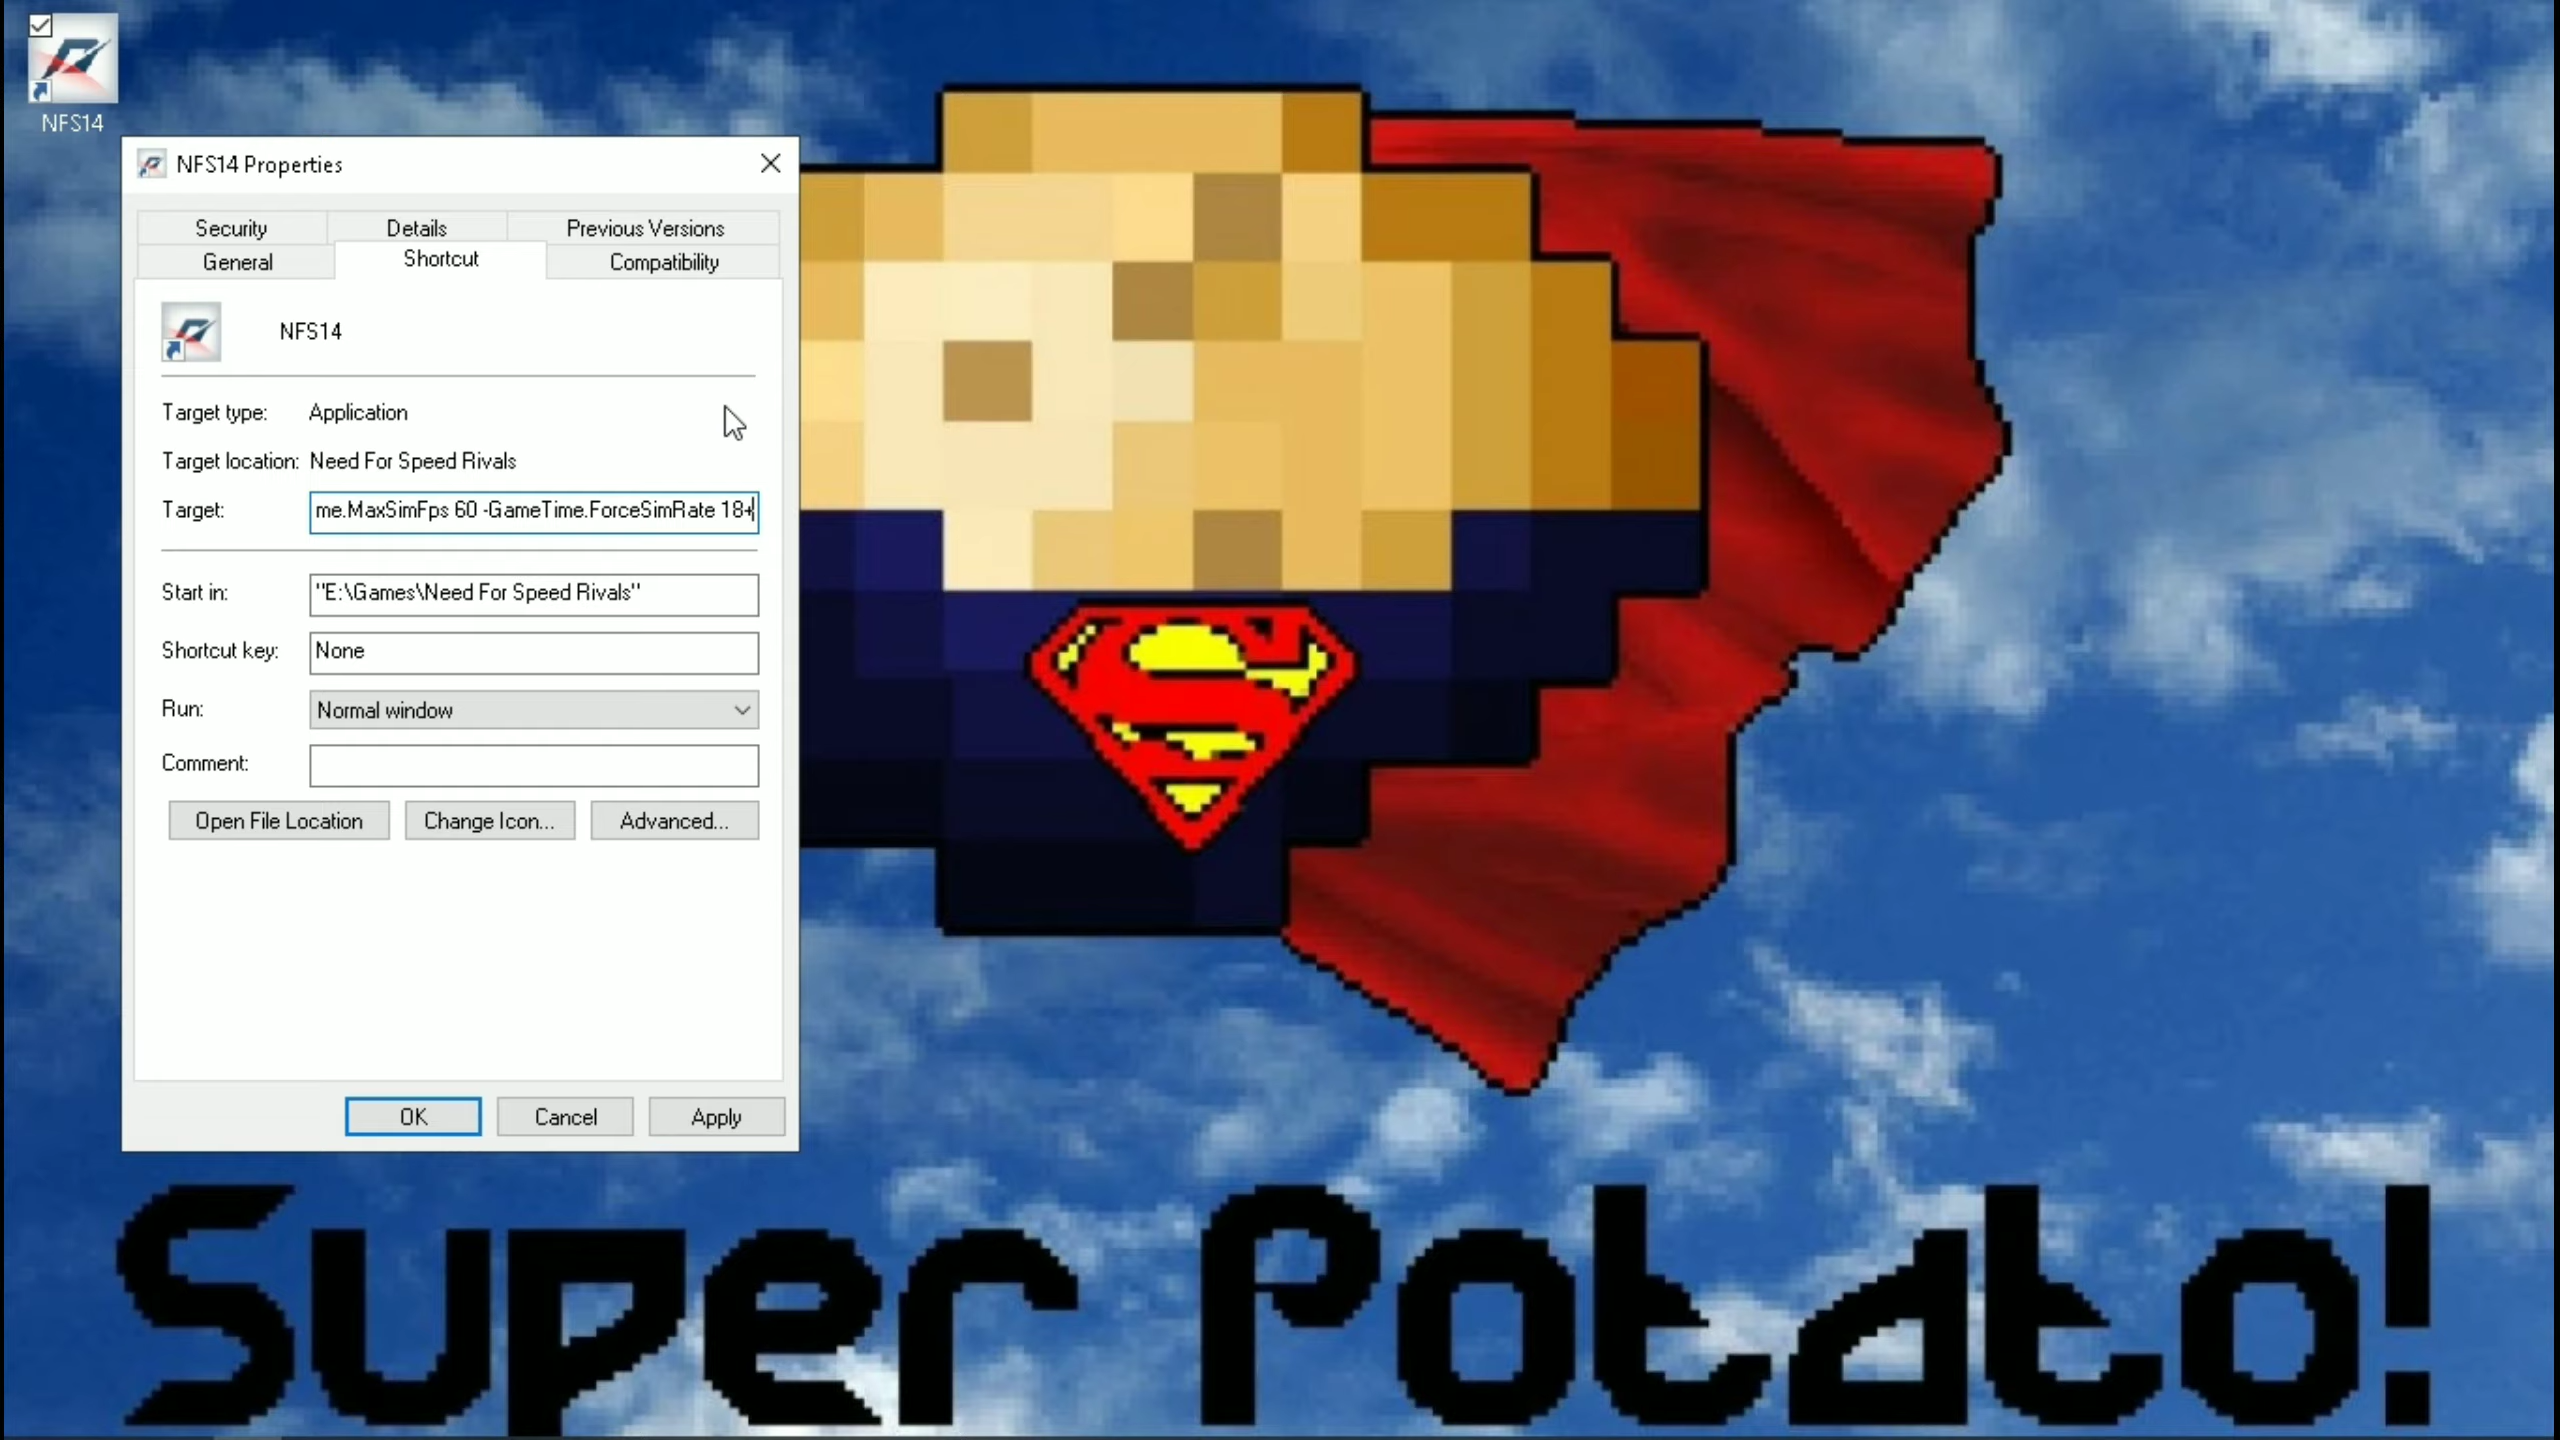 NFS14
NFS14 Properties
Security Details Previous Versions
General Shortcut Compatibility
NFS14
Target type: Application
Target location: Need For Speed Rivals
Target: me.MaxSimFps 60 -GameTime.ForceSimRate 18+
Start in: "E:\Games\Need For Speed Rivals"
Shortcut key: None
Run: Normal window
Comment:
Open File Location Change Icon... Advanced...
OK Cancel Apply
S
Super Potato!